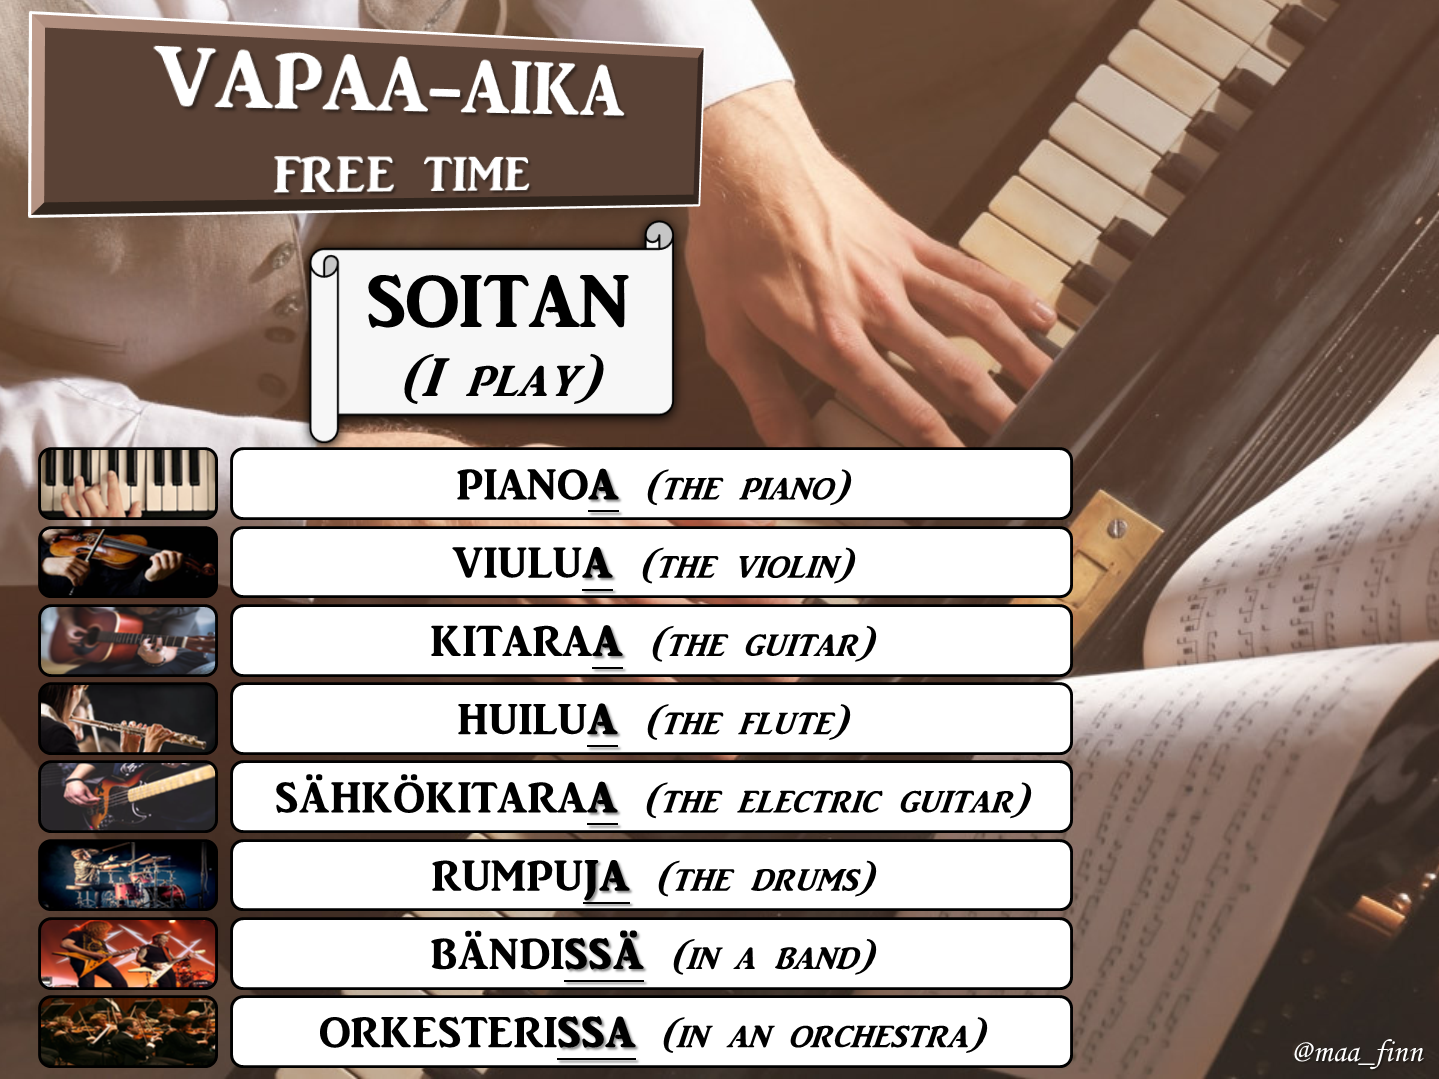 VAPAA-AIKA
FREE TIME
SOITAN
(I PLAY)
PIANOA (THE PIANO)
VIULUA (THE VIOLIN)
KITARAA (THE GUITAR)
HUILUA (THE FLUTE)
SÄHKÖKITARAA (THE ELECTRIC GUITAR)
RUMPUJA (THE DRUMS)
BÄNDISSÄ (IN A BAND)
ORKESTERISSA (IN AN ORCHESTRA)
@maa_finn